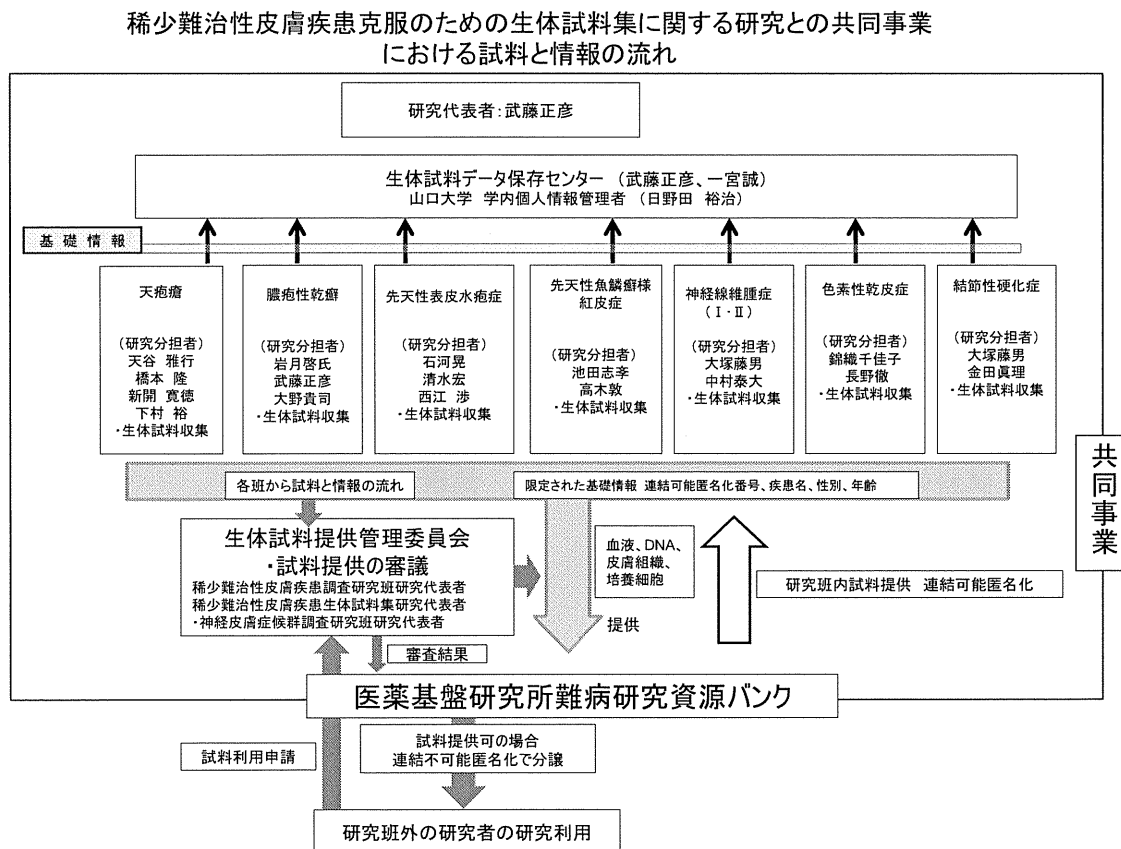 稀少難治性皮膚疾患克服のための生体試料集に関する研究との共同事業
における試料と情報の流れ
研究代表者：武藤正彦
生体試料データ保存センター （武藤正彦、一宮誠）
山口大学 学内個人情報管理者 （日野田 裕治）
基 礎 情 報
天疱瘡
（研究分担者）
天谷 雅行
橋本 隆
新開 寛徳
下村 裕
・生体試料収集
膿疱性乾癬
（研究分担者）
岩月啓氏
武藤正彦
大野貴司
・生体試料収集
先天性表皮水疱症
（研究分担者）
石河晃
清水宏
西江 渉
・生体試料収集
先天性魚鱗癬様
紅皮症
（研究分担者）
池田志斈
高木敦
・生体試料収集
神経線維腫症
（Ⅰ・Ⅱ）
（研究分担者）
大塚藤男
中村泰大
・生体試料収集
色素性乾皮症
（研究分担者）
錦織千佳子
長野徹
・生体試料収集
結節性硬化症
（研究分担者）
大塚藤男
金田眞理
・生体試料収集
共同事業
各班から試料と情報の流れ
限定された基礎情報 連結可能匿名化番号、疾患名、性別、年齢
生体試料提供管理委員会
・試料提供の審議
稀少難治性皮膚疾患調査研究班研究代表者
稀少難治性皮膚疾患生体試料集研究代表者
・神経皮膚症候群調査研究班研究代表者
血液、DNA、
皮膚組織、
培養細胞
提供
研究班内試料提供 連結可能匿名化
審査結果
医薬基盤研究所難病研究資源バンク
試料利用申請
試料提供可の場合
連結不可能匿名化で分譲
研究班外の研究者の研究利用